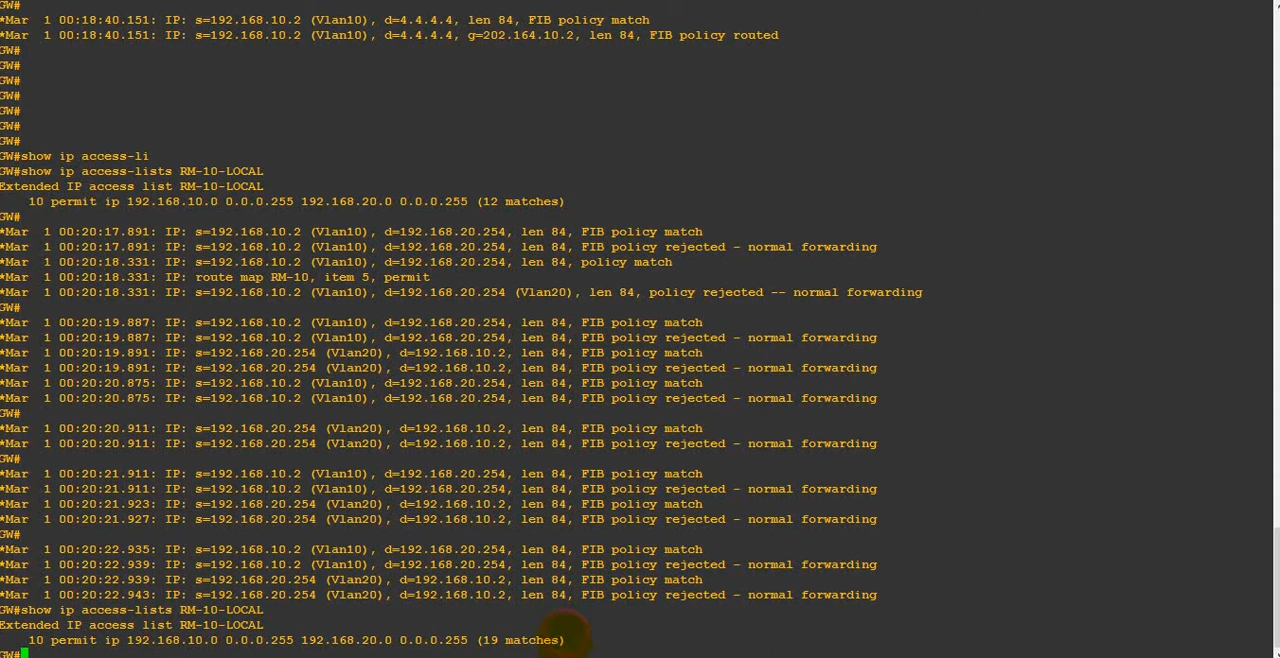 GW#
*Mar  1 00:18:40.151: IP: s=192.168.10.2 (Vlan10), d=4.4.4.4, len 84, FIB policy match
*Mar  1 00:18:40.151: IP: s=192.168.10.2 (Vlan10), d=4.4.4.4, g=202.164.10.2, len 84, FIB policy routed
GW#
GW#
GW#
GW#
GW#
GW#
GW#
GW#show ip access-li
GW#show ip access-lists RM-10-LOCAL
Extended IP access list RM-10-LOCAL
    10 permit ip 192.168.10.0 0.0.0.255 192.168.20.0 0.0.0.255 (12 matches)
GW#
*Mar  1 00:20:17.891: IP: s=192.168.10.2 (Vlan10), d=192.168.20.254, len 84, FIB policy match
*Mar  1 00:20:17.891: IP: s=192.168.10.2 (Vlan10), d=192.168.20.254, len 84, FIB policy rejected - normal forwarding
*Mar  1 00:20:18.331: IP: s=192.168.10.2 (Vlan10), d=192.168.20.254, len 84, policy match
*Mar  1 00:20:18.331: IP: route map RM-10, item 5, permit
*Mar  1 00:20:18.331: IP: s=192.168.10.2 (Vlan10), d=192.168.20.254 (Vlan20), len 84, policy rejected -- normal forwarding
GW#
*Mar  1 00:20:19.887: IP: s=192.168.10.2 (Vlan10), d=192.168.20.254, len 84, FIB policy match
*Mar  1 00:20:19.887: IP: s=192.168.10.2 (Vlan10), d=192.168.20.254, len 84, FIB policy rejected - normal forwarding
*Mar  1 00:20:19.891: IP: s=192.168.20.254 (Vlan20), d=192.168.10.2, len 84, FIB policy match
*Mar  1 00:20:19.891: IP: s=192.168.20.254 (Vlan20), d=192.168.10.2, len 84, FIB policy rejected - normal forwarding
*Mar  1 00:20:20.875: IP: s=192.168.10.2 (Vlan10), d=192.168.20.254, len 84, FIB policy match
*Mar  1 00:20:20.875: IP: s=192.168.10.2 (Vlan10), d=192.168.20.254, len 84, FIB policy rejected - normal forwarding
GW#
*Mar  1 00:20:20.911: IP: s=192.168.20.254 (Vlan20), d=192.168.10.2, len 84, FIB policy match
*Mar  1 00:20:20.911: IP: s=192.168.20.254 (Vlan20), d=192.168.10.2, len 84, FIB policy rejected - normal forwarding
GW#
*Mar  1 00:20:21.911: IP: s=192.168.10.2 (Vlan10), d=192.168.20.254, len 84, FIB policy match
*Mar  1 00:20:21.911: IP: s=192.168.10.2 (Vlan10), d=192.168.20.254, len 84, FIB policy rejected - normal forwarding
*Mar  1 00:20:21.923: IP: s=192.168.20.254 (Vlan20), d=192.168.10.2, len 84, FIB policy match
*Mar  1 00:20:21.927: IP: s=192.168.20.254 (Vlan20), d=192.168.10.2, len 84, FIB policy rejected - normal forwarding
GW#
*Mar  1 00:20:22.935: IP: s=192.168.10.2 (Vlan10), d=192.168.20.254, len 84, FIB policy match
*Mar  1 00:20:22.939: IP: s=192.168.10.2 (Vlan10), d=192.168.20.254, len 84, FIB policy rejected - normal forwarding
*Mar  1 00:20:22.939: IP: s=192.168.20.254 (Vlan20), d=192.168.10.2, len 84, FIB policy match
*Mar  1 00:20:22.943: IP: s=192.168.20.254 (Vlan20), d=192.168.10.2, len 84, FIB policy rejected - normal forwarding
GW#show ip access-lists RM-10-LOCAL
Extended IP access list RM-10-LOCAL
    10 permit ip 192.168.10.0 0.0.0.255 192.168.20.0 0.0.0.255 (19 matches)
GW#